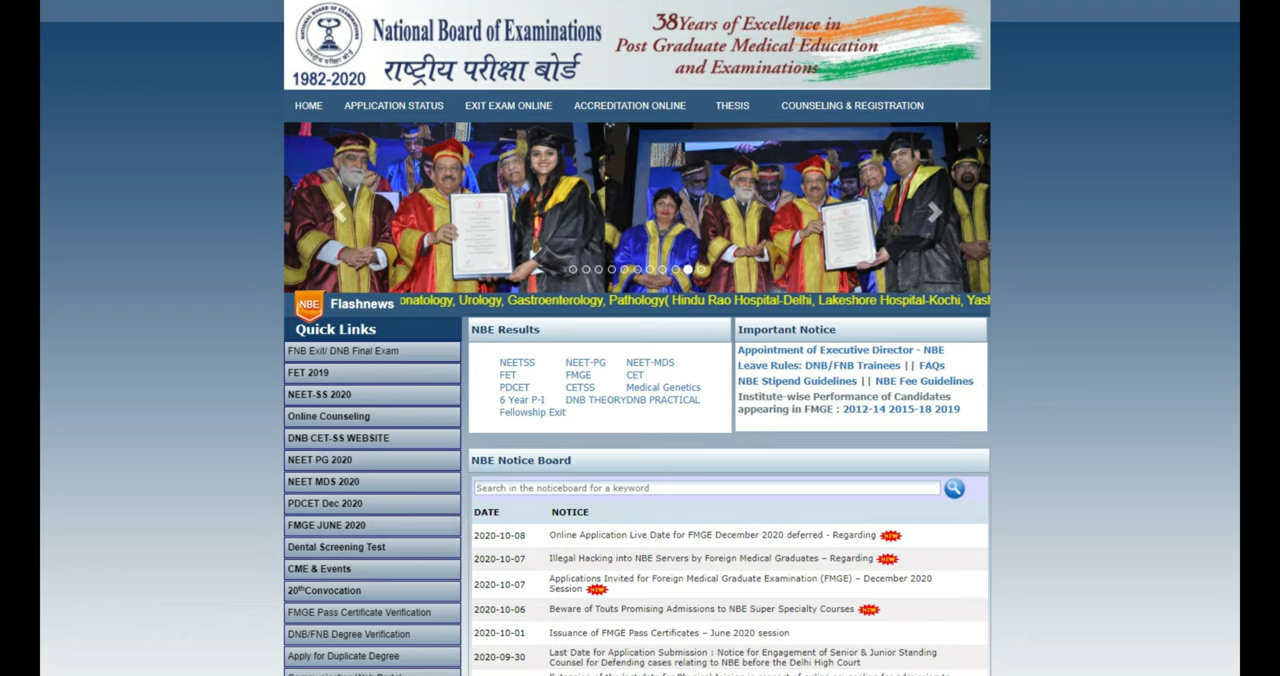 National Board of Examinations
राष्ट्रीय परीक्षा बोर्ड
1982-2020
38 Years of Excellence in
Post Graduate Medical Education
and Examinations
HOME APPLICATION STATUS EXIT EXAM ONLINE ACCREDITATION ONLINE THESIS COUNSELING & REGISTRATION
NBE Flashnews onatology, Urology, Gastroenterology, Pathology( Hindu Rao Hospital-Delhi, Lakeshore Hospital-Kochi, Yash
Quick Links
FNB Exit/ DNB Final Exam
FET 2019
NEET-SS 2020
Online Counseling
DNB CET-SS WEBSITE
NEET PG 2020
NEET MDS 2020
PDCET Dec 2020
FMGE JUNE 2020
Dental Screening Test
CME & Events
20thConvocation
FMGE Pass Certificate Verification
DNB/FNB Degree Verification
Apply for Duplicate Degree
NBE Results
NEETSS NEET-PG NEET-MDS
FET FMGE CET
PDCET CETSS Medical Genetics
6 Year P-I DNB THEORYDNB PRACTICAL
Fellowship Exit
Important Notice
Appointment of Executive Director - NBE
Leave Rules: DNB/FNB Trainees || FAQs
NBE Stipend Guidelines || NBE Fee Guidelines
Institute-wise Performance of Candidates
appearing in FMGE : 2012-14 2015-18 2019
NBE Notice Board
Search in the noticeboard for a keyword
DATE NOTICE
2020-10-08 Online Application Live Date for FMGE December 2020 deferred - Regarding NEW
2020-10-07 Illegal Hacking into NBE Servers by Foreign Medical Graduates – Regarding NEW
2020-10-07 Applications Invited for Foreign Medical Graduate Examination (FMGE) – December 2020
Session NEW
2020-10-06 Beware of Touts Promising Admissions to NBE Super Specialty Courses NEW
2020-10-01 Issuance of FMGE Pass Certificates – June 2020 session
2020-09-30 Last Date for Application Submission : Notice for Engagement of Senior & Junior Standing
Counsel for Defending cases relating to NBE before the Delhi High Court